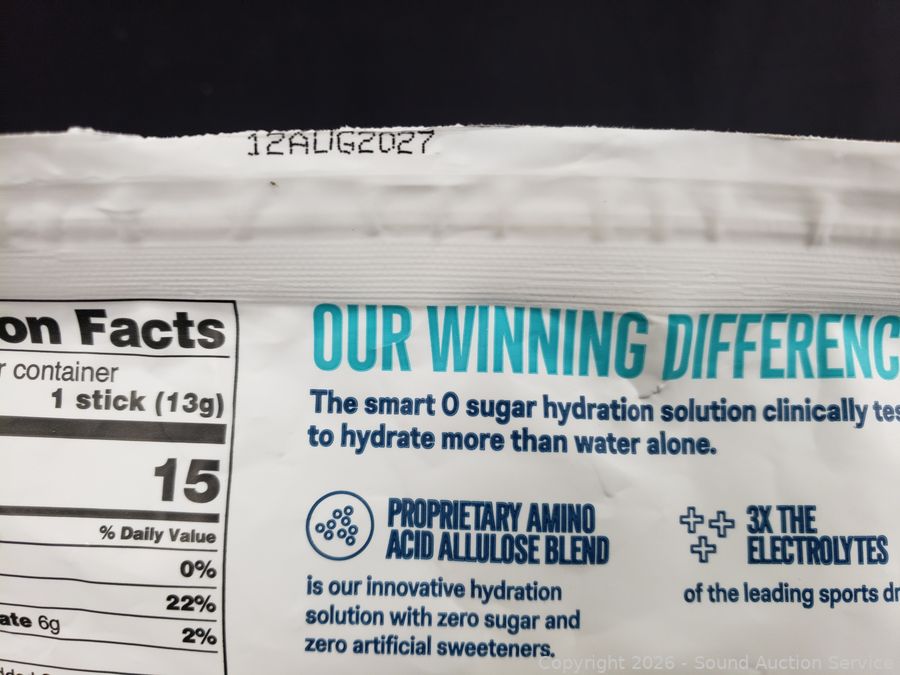 12AUG2027
on Facts
r container
1 stick (13g)
15
% Daily Value
0%
22%
ate 6g
2%
OUR WINNING DIFFERENC
The smart 0 sugar hydration solution clinically tes
to hydrate more than water alone.
PROPRIETARY AMINO
ACID ALLULOSE BLEND
is our innovative hydration
solution with zero sugar and
zero artificial sweeteners.
3X THE
ELECTROLYTES
of the leading sports dr
Copyright 2026 - Sound Auction Service